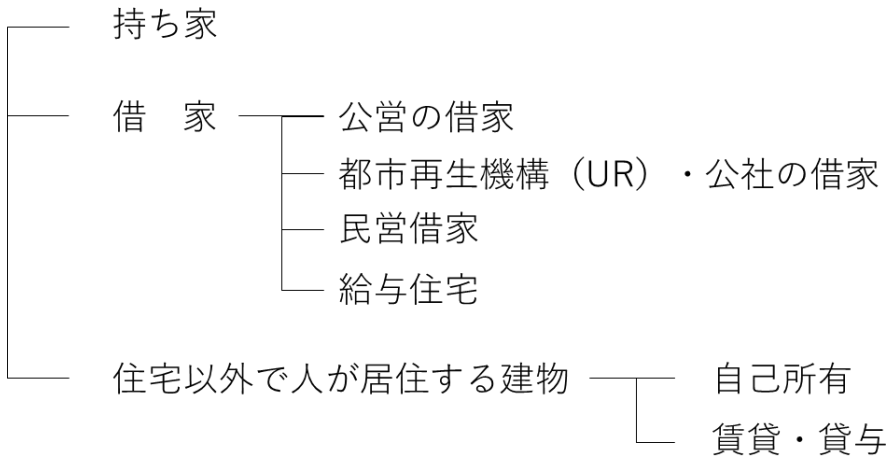 持ち家
借　家
公営の借家
都市再生機構（UR）・公社の借家
民営借家
給与住宅
住宅以外で人が居住する建物
自己所有
賃貸・貸与